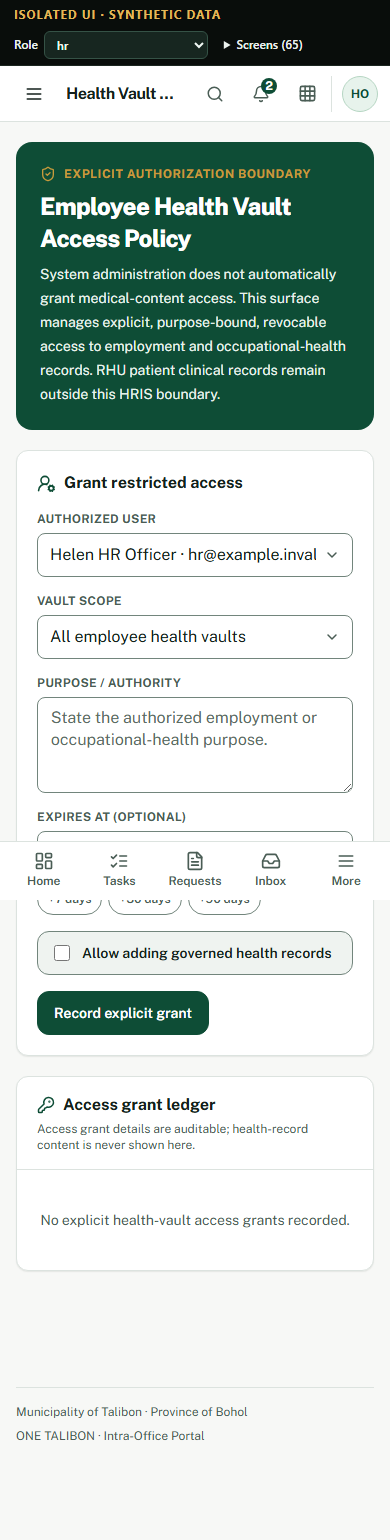 ISOLATED UI · SYNTHETIC DATA
Role hr Screens (65)
Health Vault ... 2 HO
EXPLICIT AUTHORIZATION BOUNDARY
Employee Health Vault
Access Policy
System administration does not automatically
grant medical-content access. This surface
manages explicit, purpose-bound, revocable
access to employment and occupational-health
records. RHU patient clinical records remain
outside this HRIS boundary.
Grant restricted access
AUTHORIZED USER
Helen HR Officer · hr@example.inval
VAULT SCOPE
All employee health vaults
PURPOSE / AUTHORITY
State the authorized employment or
occupational-health purpose.
EXPIRES AT (OPTIONAL)
Home Tasks Requests Inbox More
Allow adding governed health records
Record explicit grant
Access grant ledger
Access grant details are auditable; health-record
content is never shown here.
No explicit health-vault access grants recorded.
Municipality of Talibon · Province of Bohol
ONE TALIBON · Intra-Office Portal